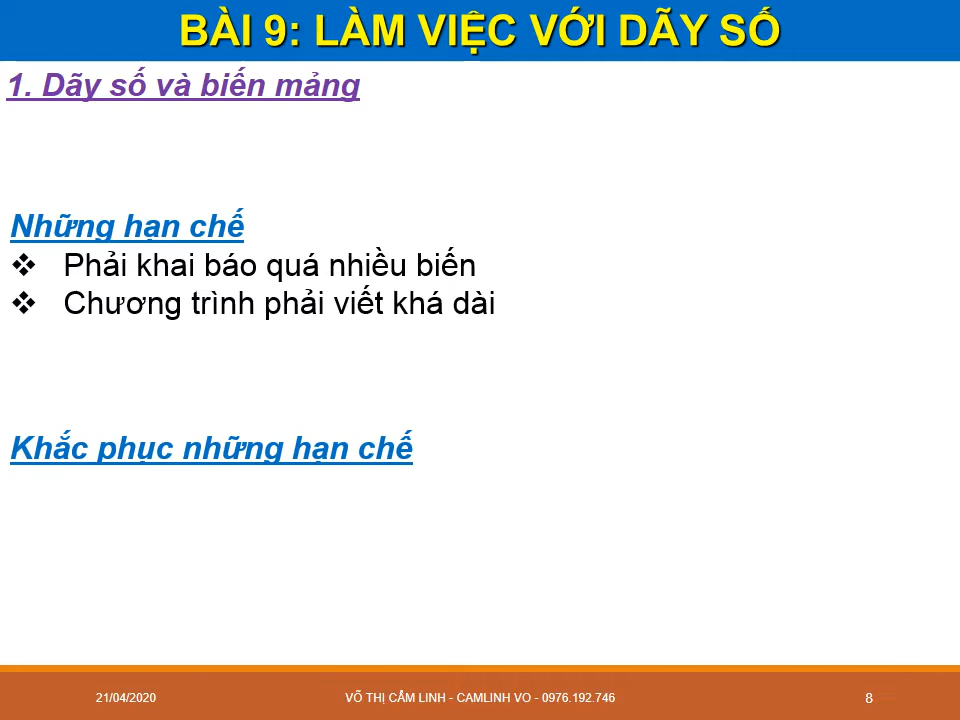 BÀI 9: LÀM VIỆC VỚI DÃY SỐ
1. Dãy số và biến mảng
Những hạn chế
❖ Phải khai báo quá nhiều biến
❖ Chương trình phải viết khá dài
Khắc phục những hạn chế
21/04/2020 VÕ THỊ CẨM LINH - CAMLINH VO - 0976.192.746 8